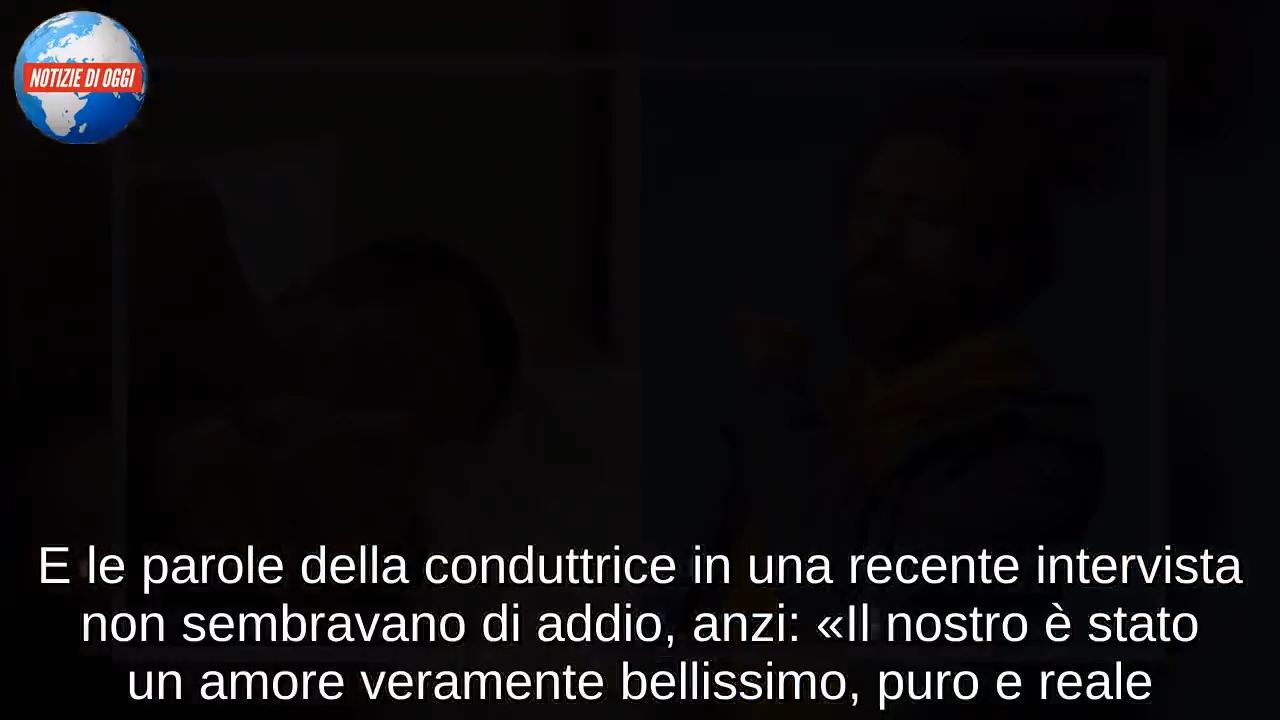 NOTIZIE DI OGGI
E le parole della conduttrice in una recente intervista
non sembravano di addio, anzi: «Il nostro è stato
un amore veramente bellissimo, puro e reale